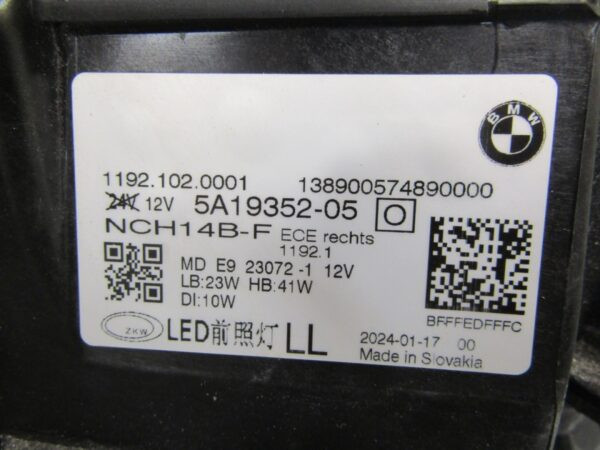 BMW
1192.102.0001 138900574890000
24V 12V 5A19352-05 O
NCH14B-F ECE rechts
1192.1
MD E9 23072-1 12V
LB:23W HB:41W
DI:10W
BFFFEDFFFC
ZKW LED前照灯 LL
2024-01-17 00
Made in Slovakia